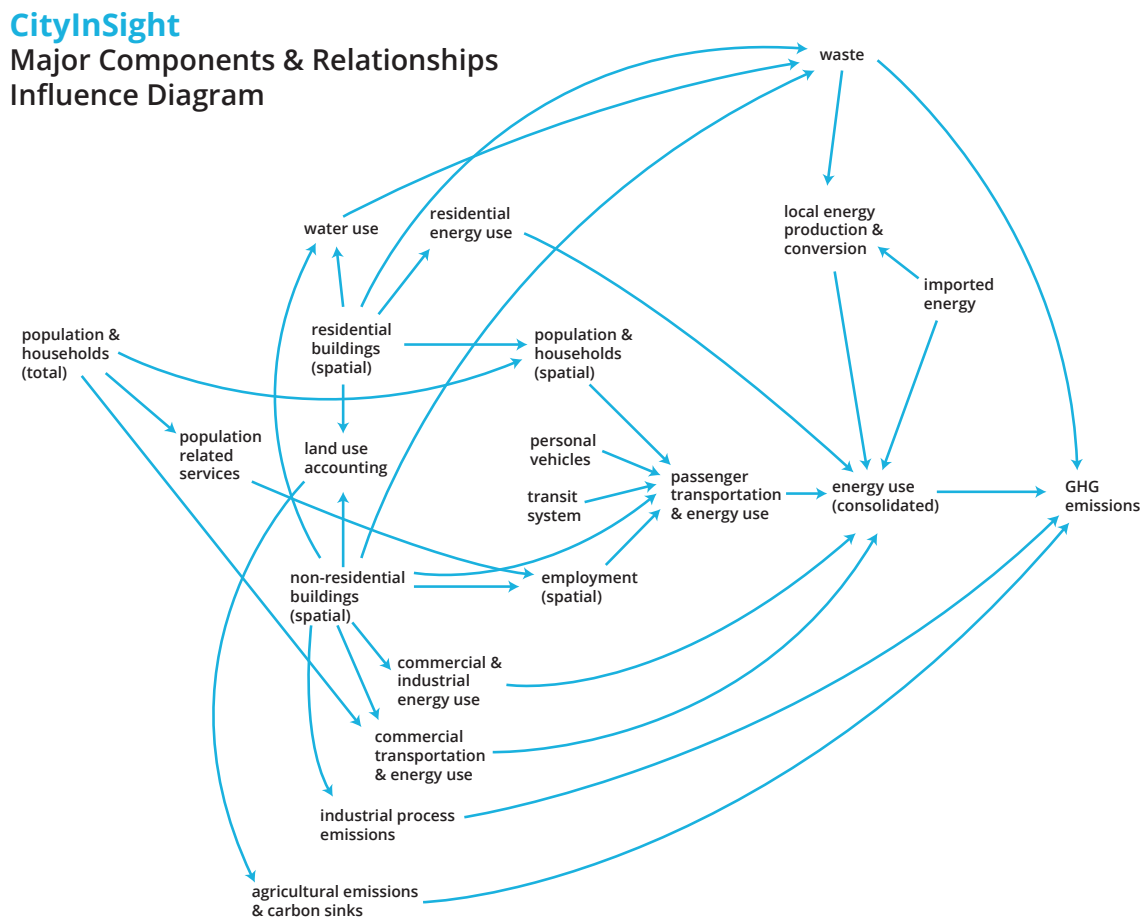 CityInSight
Major Components & Relationships
Influence Diagram
waste
local energy
production &
conversion
imported
energy
water use
residential
energy use
residential
buildings
(spatial)
population &
households
(spatial)
population &
households
(total)
population
related
services
land use
accounting
personal
vehicles
transit
system
passenger
transportation
& energy use
energy use
(consolidated)
GHG
emissions
non-residential
buildings
(spatial)
employment
(spatial)
commercial &
industrial
energy use
commercial
transportation
& energy use
industrial process
emissions
agricultural emissions
& carbon sinks